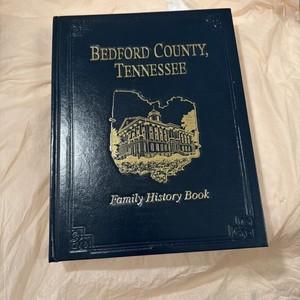 BEDFORD COUNTY,
TENNESSEE
Family History Book